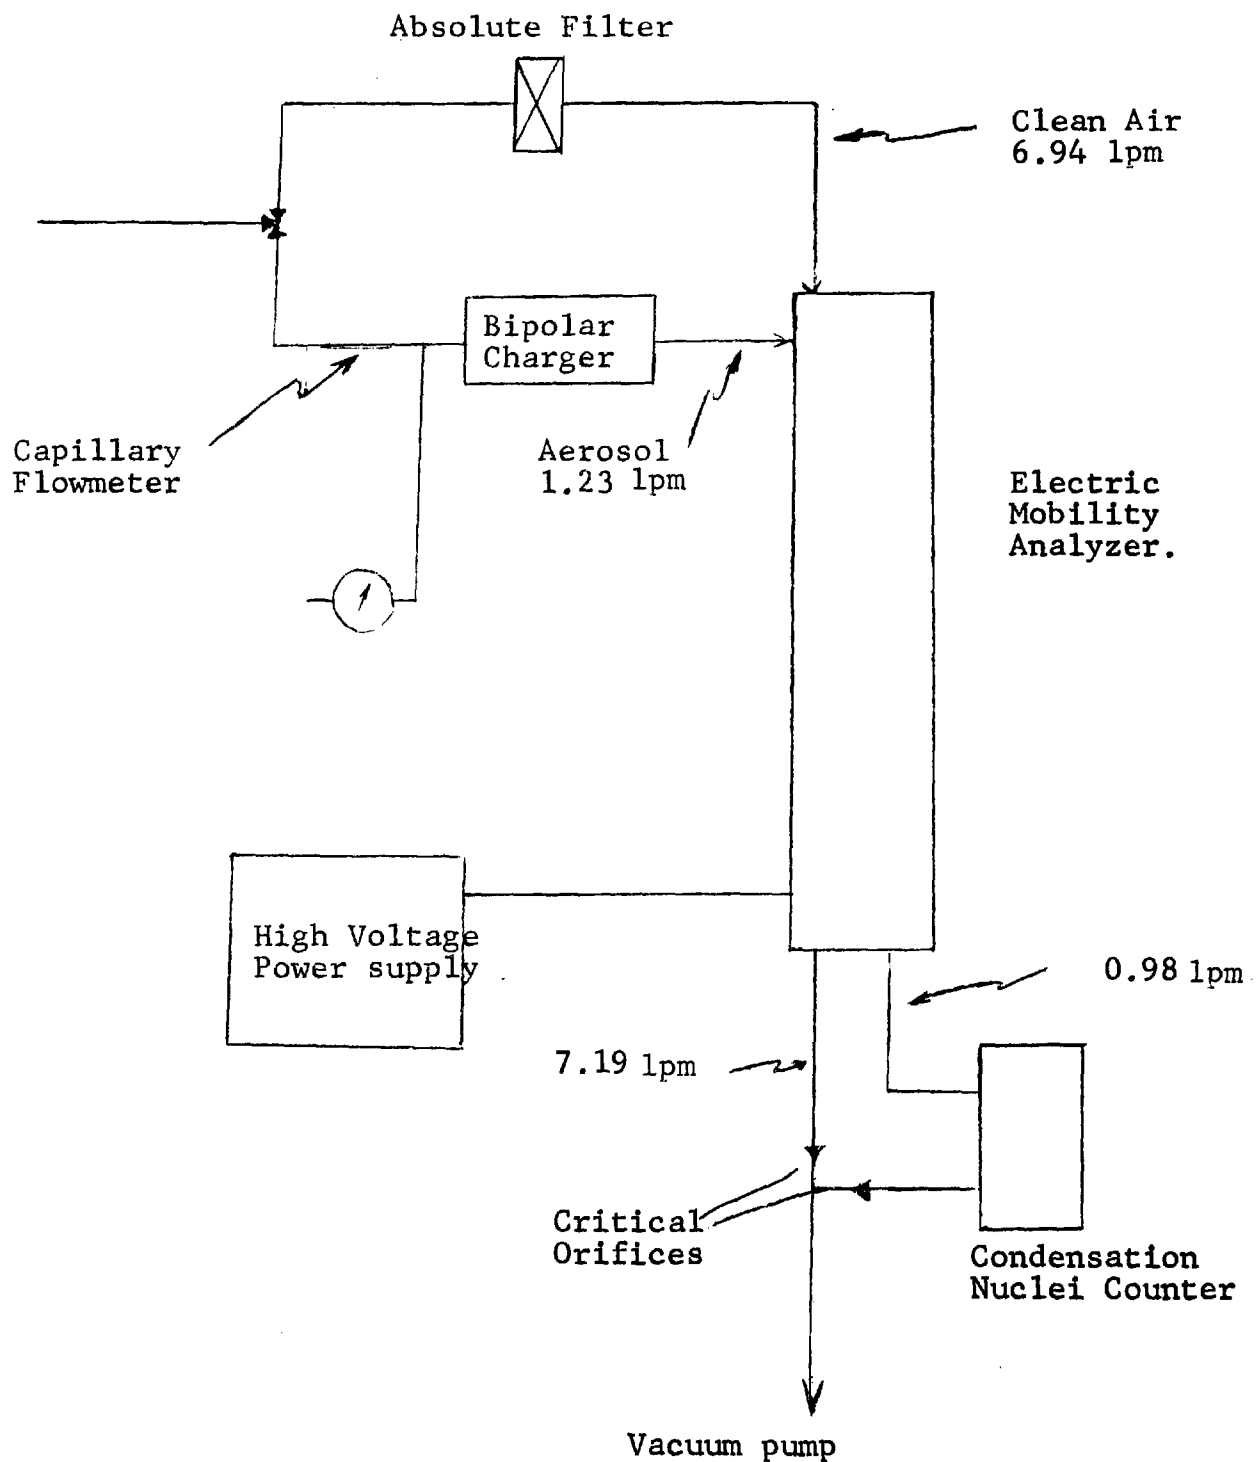 Absolute Filter
Clean Air
6.94 lpm
Bipolar
Charger
Capillary
Flowmeter
Aerosol
1.23 lpm
Electric
Mobility
Analyzer.
High Voltage
Power supply
0.98 lpm
7.19 lpm
Critical
Orifices
Condensation
Nuclei Counter
Vacuum pump